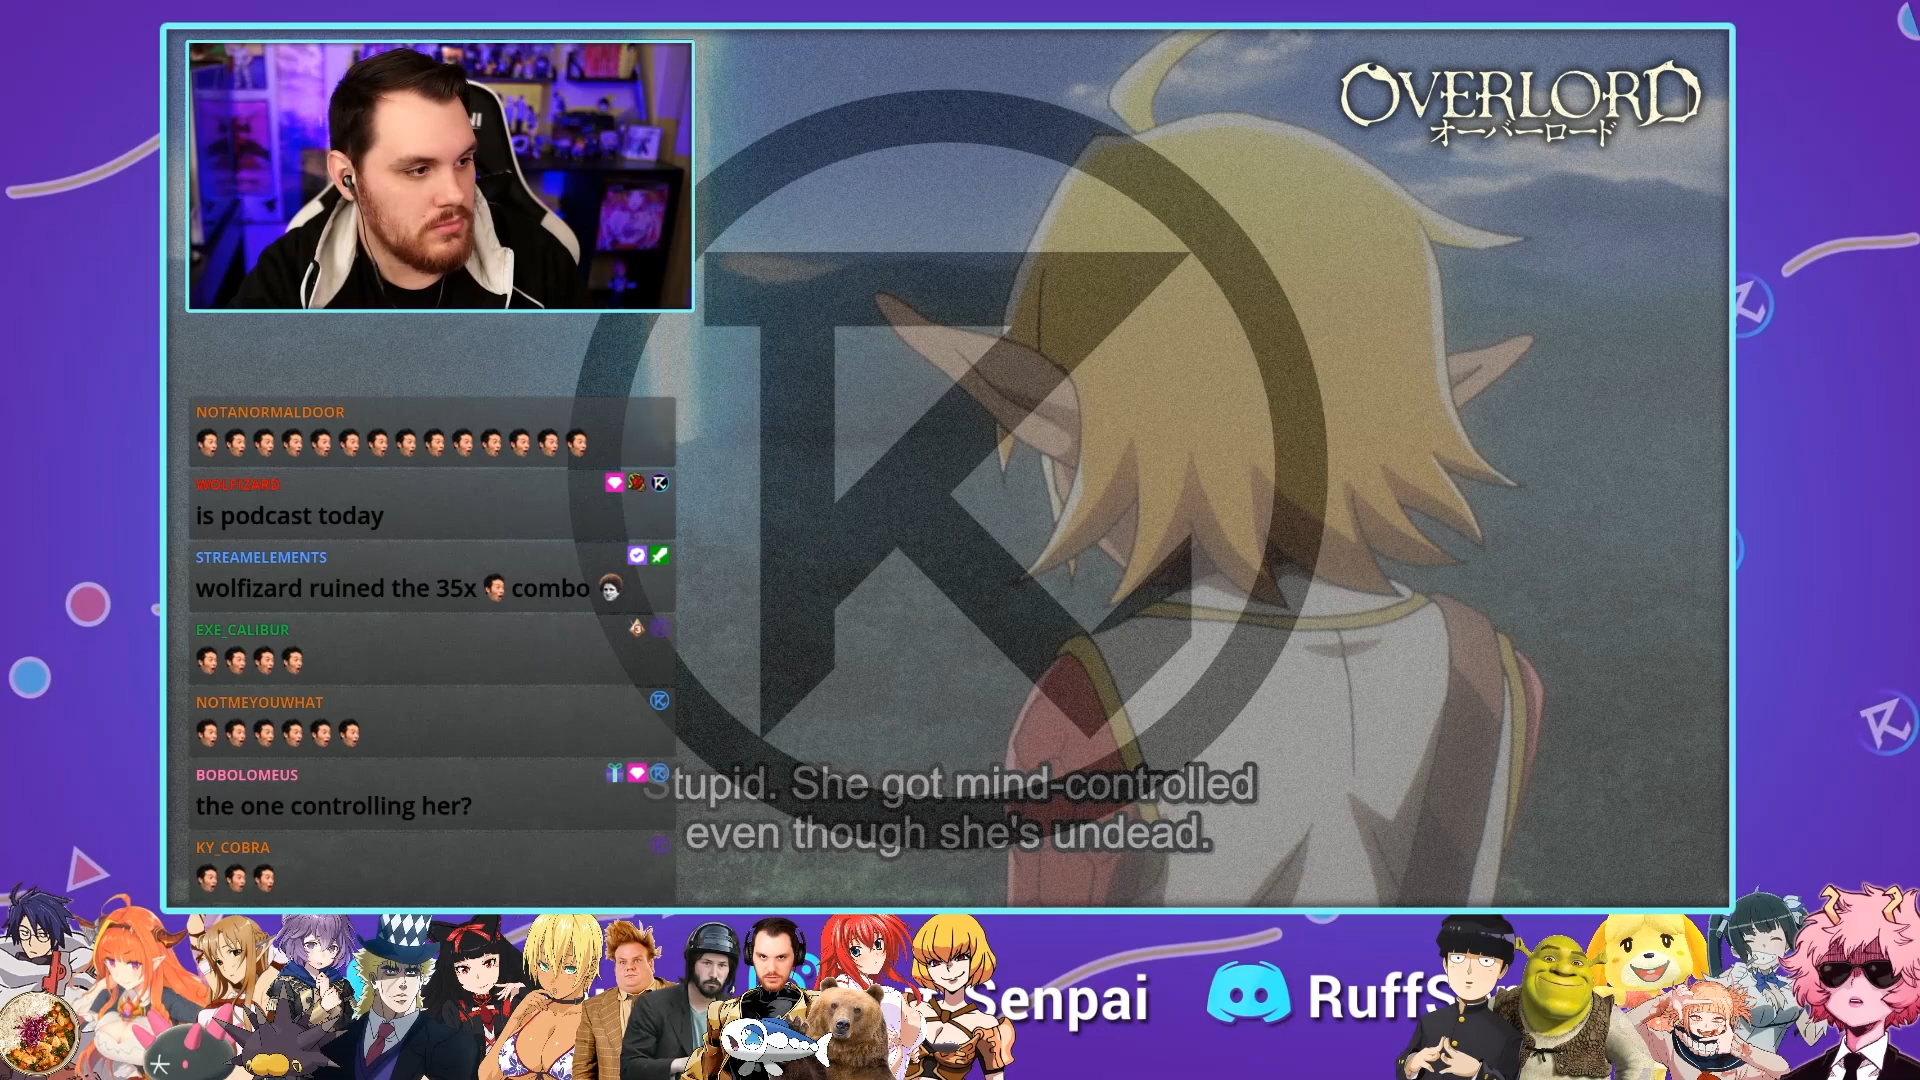 OVERLORD
オーバーロード
NOTANORMALDOOR
WOLFIZARD
is podcast today
STREAMELEMENTS
wolfizard ruined the 35x combo
EXE_CALIBUR
NOTMEYOUWHAT
BOBOLOMEUS
the one controlling her?
KY_COBRA
Stupid. She got mind-controlled
even though she's undead.
Senpai
RuffS